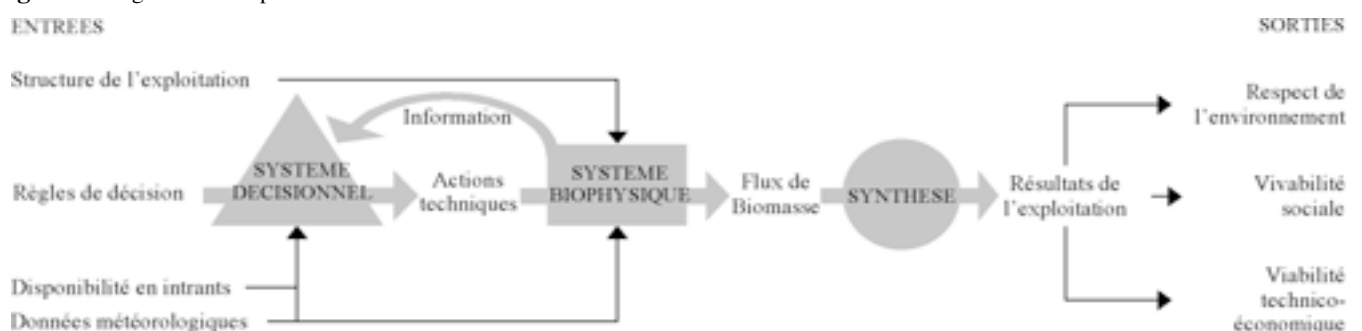 ENTREES
SORTIES
Structure de l'exploitation
Information
Respect de
l'environnement
Règles de décision
SYSTEME
DECISIONNEL
Actions
techniques
SYSTEME
BIOPHYSIQUE
Flux de
Biomasse
SYNTHESE
Résultats de
l'exploitation
Vivabilité
sociale
Disponibilité en intrants
Données météorologiques
Viabilité
technico-
économique